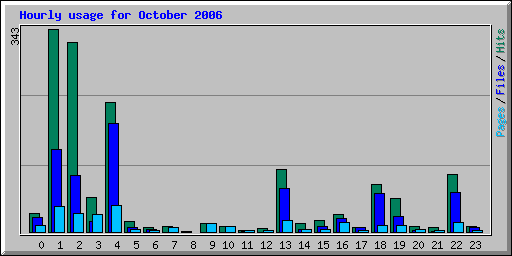 Hourly usage for October 2006
343
Pages/Files/Hits
0 1 2 3 4 5 6 7 8 9 10 11 12 13 14 15 16 17 18 19 20 21 22 23